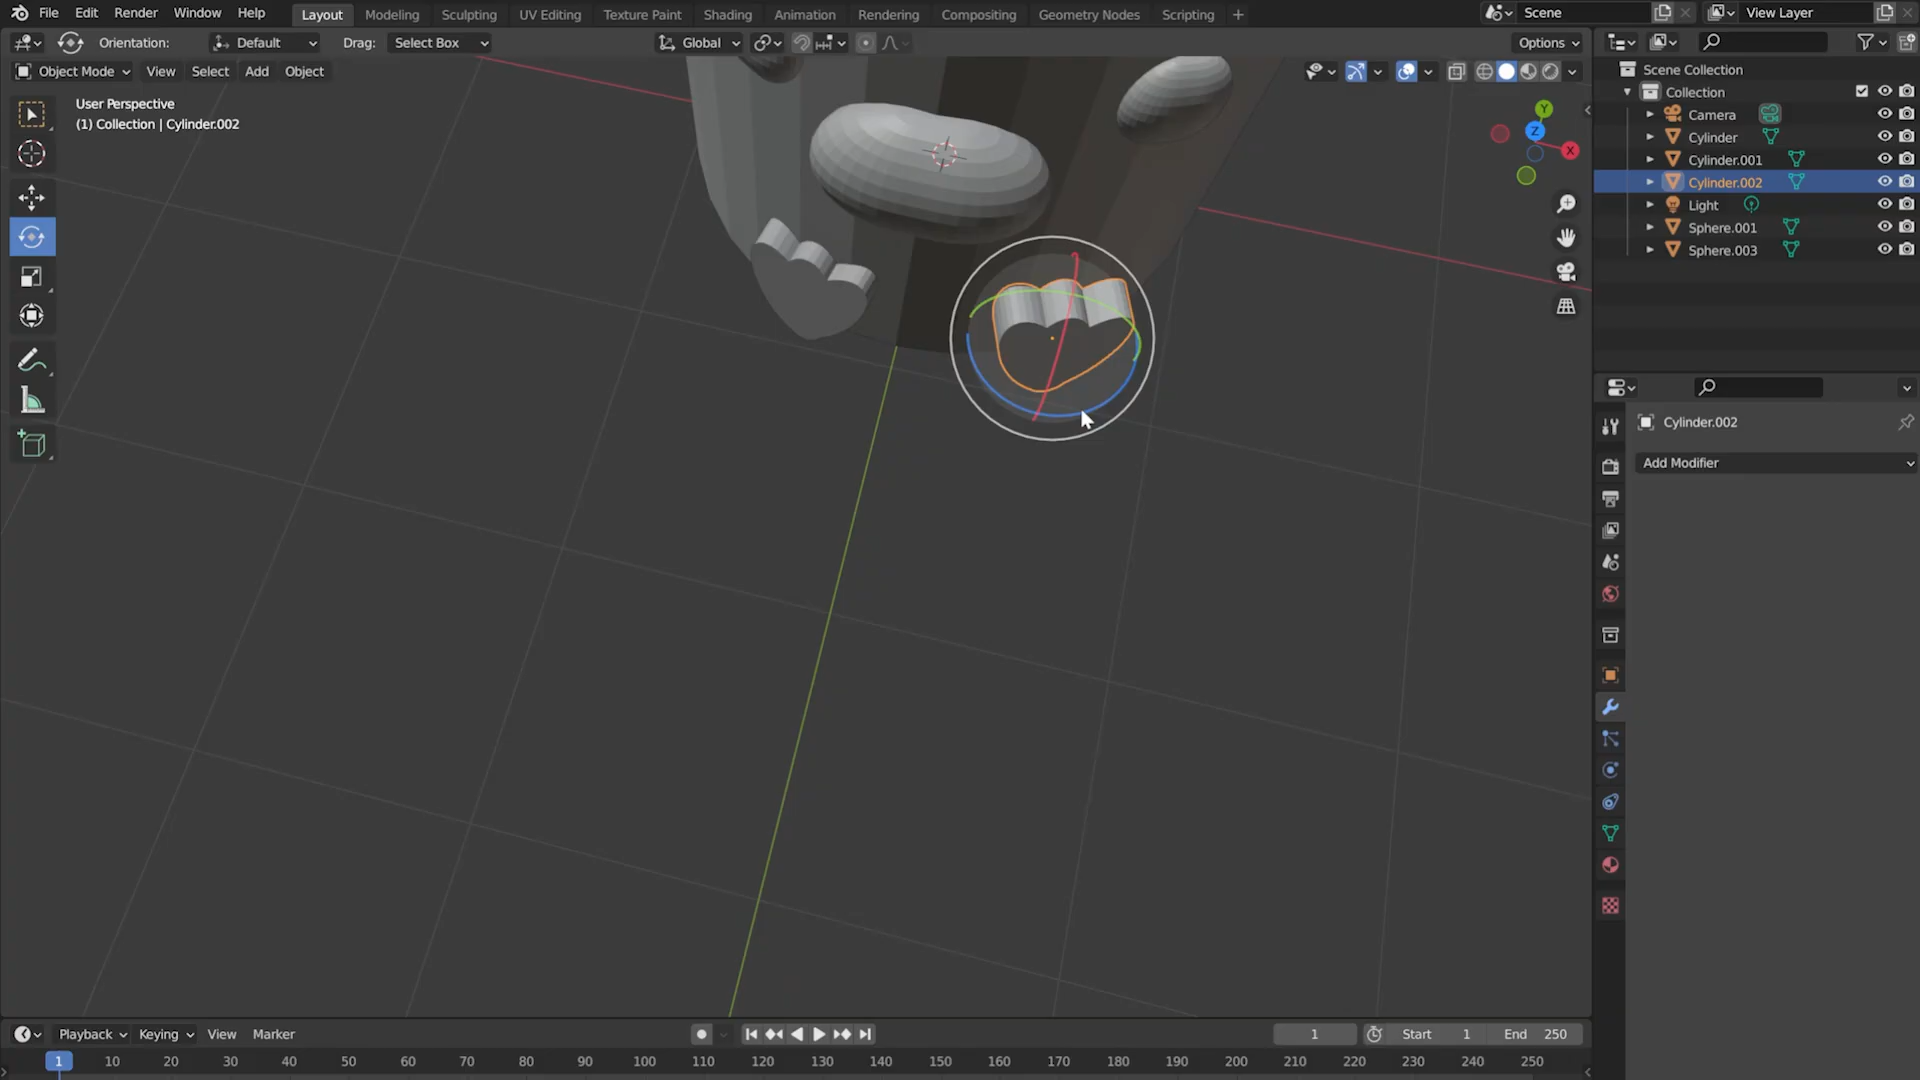 File Edit Render Window Help Layout Modeling Sculpting UV Editing Texture Paint Shading Animation Rendering Compositing Geometry Nodes Scripting + Scene View Layer
Orientation: Default Drag: Select Box Global Options
Object Mode View Select Add Object
User Perspective
(1) Collection | Cylinder.002
Y
Z
X
Scene Collection
Collection
Camera
Cylinder
Cylinder.001
Cylinder.002
Light
Sphere.001
Sphere.003
Cylinder.002
Add Modifier
Playback Keying View Marker 1 Start 1 End 250
1 10 20 30 40 50 60 70 80 90 100 110 120 130 140 150 160 170 180 190 200 210 220 230 240 250